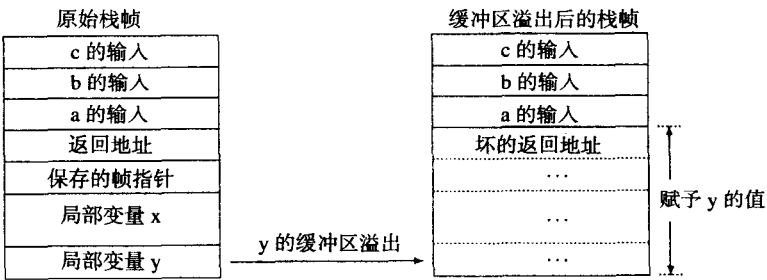 原始栈帧
c 的输入
b 的输入
a 的输入
返回地址
保存的帧指针
局部变量 x
局部变量 y
y 的缓冲区溢出
缓冲区溢出后的栈帧
c 的输入
b 的输入
a 的输入
坏的返回地址
...
...
...
赋予 y 的值